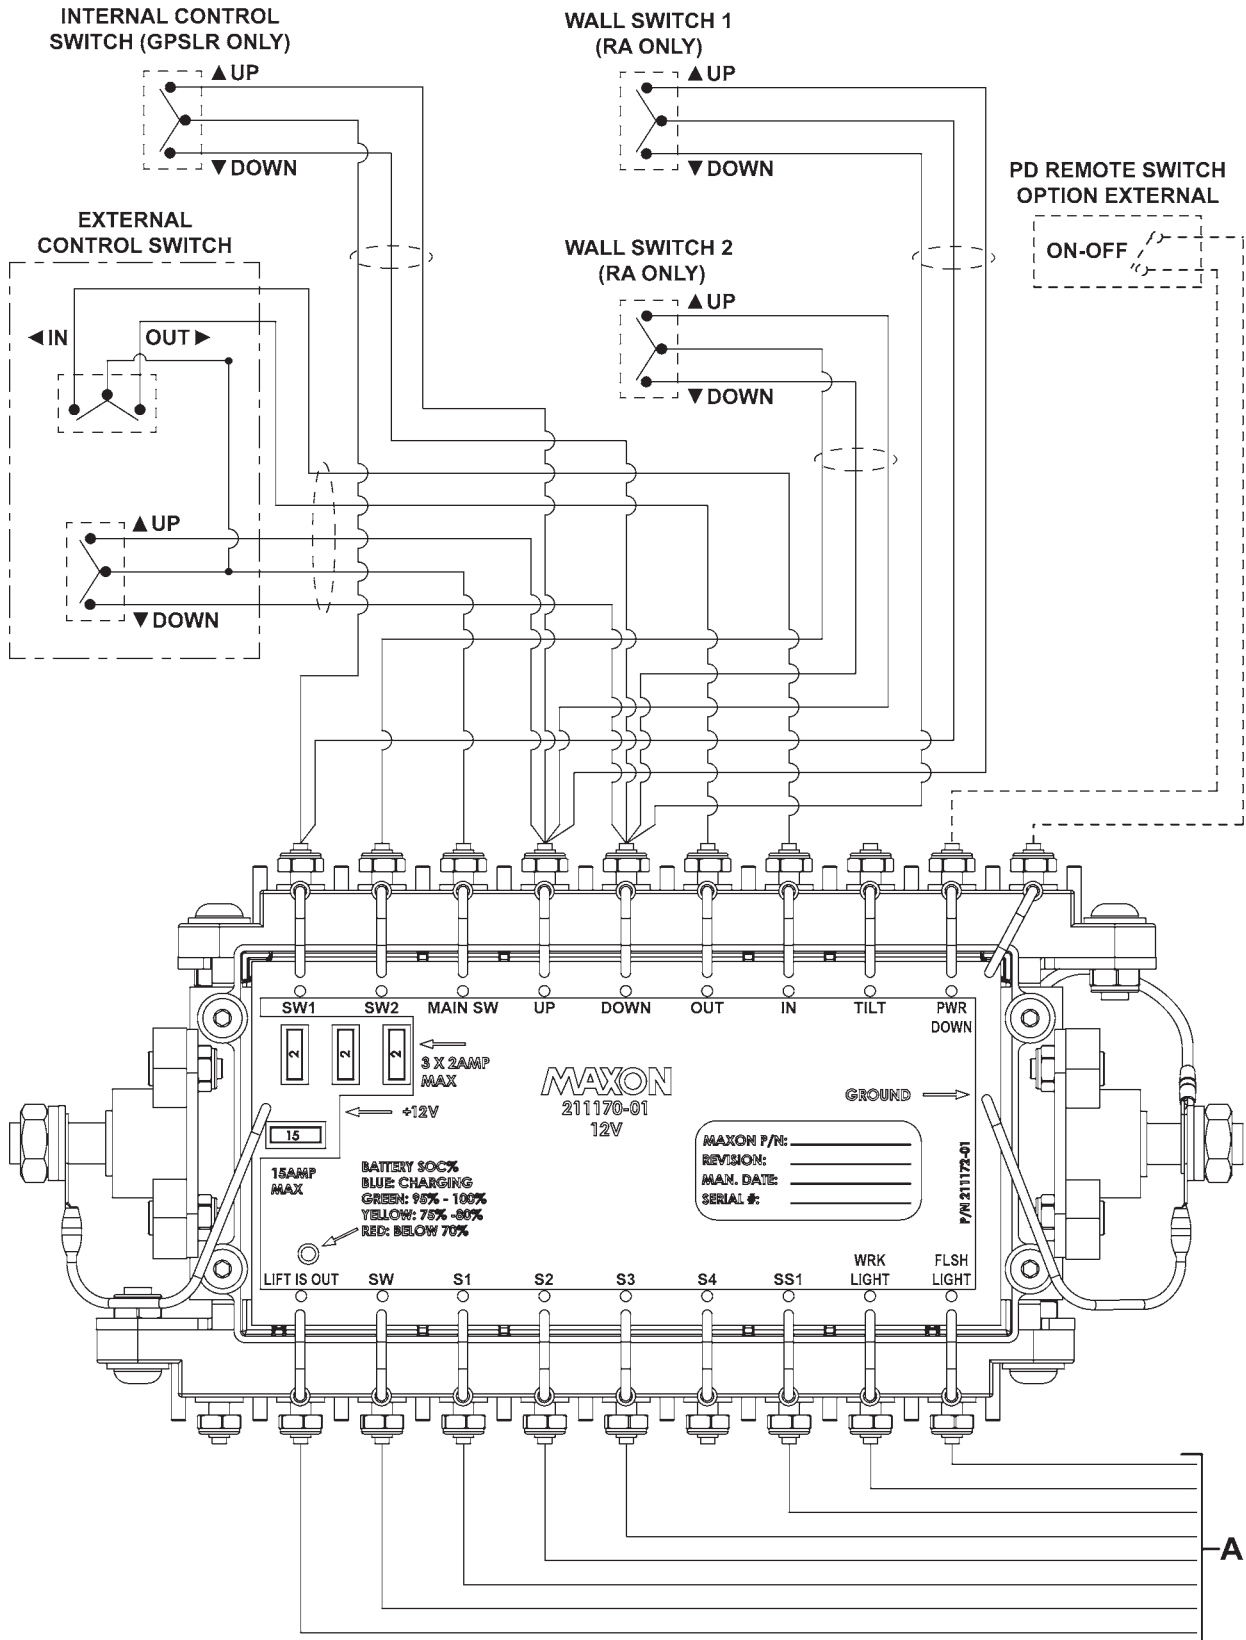 INTERNAL CONTROL
SWITCH (GPSLR ONLY)
▲UP
▼DOWN
WALL SWITCH 1
(RA ONLY)
▲UP
▼DOWN
PD REMOTE SWITCH
OPTION EXTERNAL
ON-OFF
EXTERNAL
CONTROL SWITCH
◄IN
OUT►
▲UP
▼DOWN
WALL SWITCH 2
(RA ONLY)
▲UP
▼DOWN
SW1
SW2
MAIN SW
UP
DOWN
OUT
IN
TILT
PWR
DOWN
2
2
2
3 X 2AMP
MAX
+12V
15
15AMP
MAX
MAXON
211170-01
12V
GROUND
MAXON P/N:
REVISION:
MAN. DATE:
SERIAL #:
P/N 211172-01
BATTERY SOC%
BLUE: CHARGING
GREEN: 95% - 100%
YELLOW: 75% -80%
RED: BELOW 70%
LIFT IS OUT
SW
S1
S2
S3
S4
SS1
WRK
LIGHT
FLSH
LIGHT
A